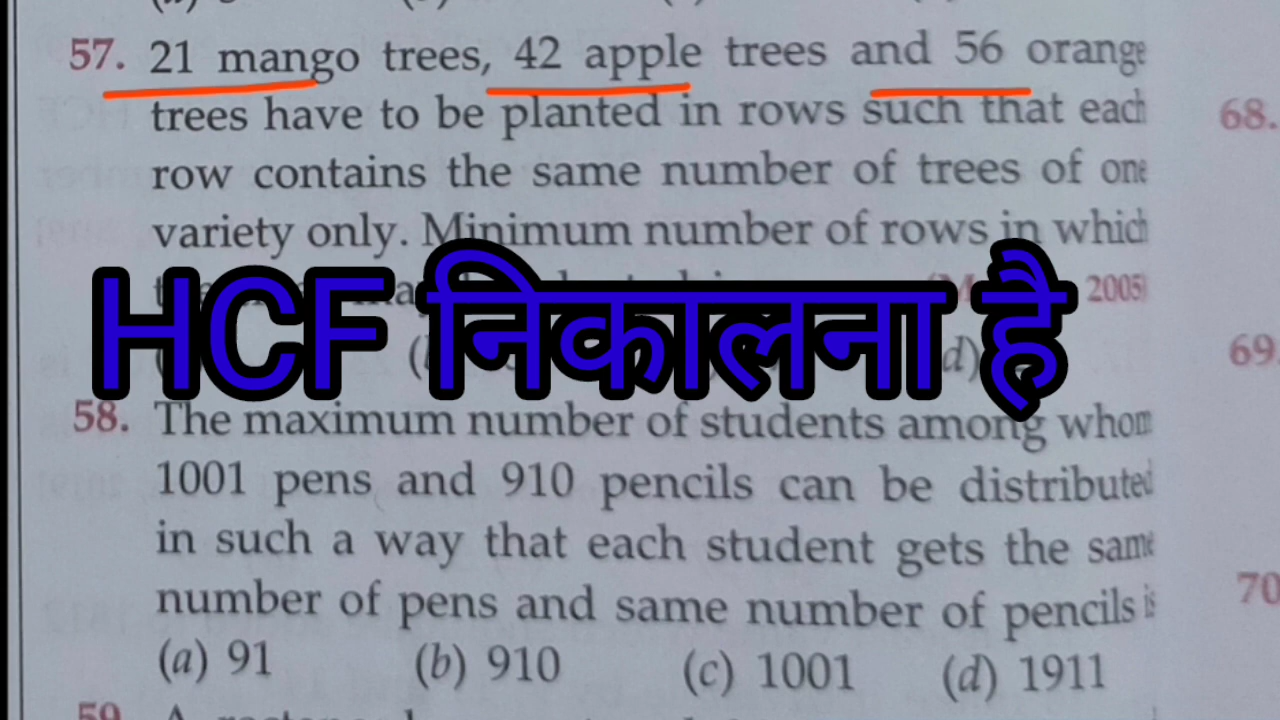 57. 21 mango trees, 42 apple trees and 56 orange
trees have to be planted in rows such that each
row contains the same number of trees of one
variety only. Minimum number of rows in which
2005
HCF निकालना है
58. The maximum number of students among whom
1001 pens and 910 pencils can be distributed
in such a way that each student gets the same
number of pens and same number of pencils is
(a) 91 (b) 910 (c) 1001 (d) 1911
59
68.
69
70